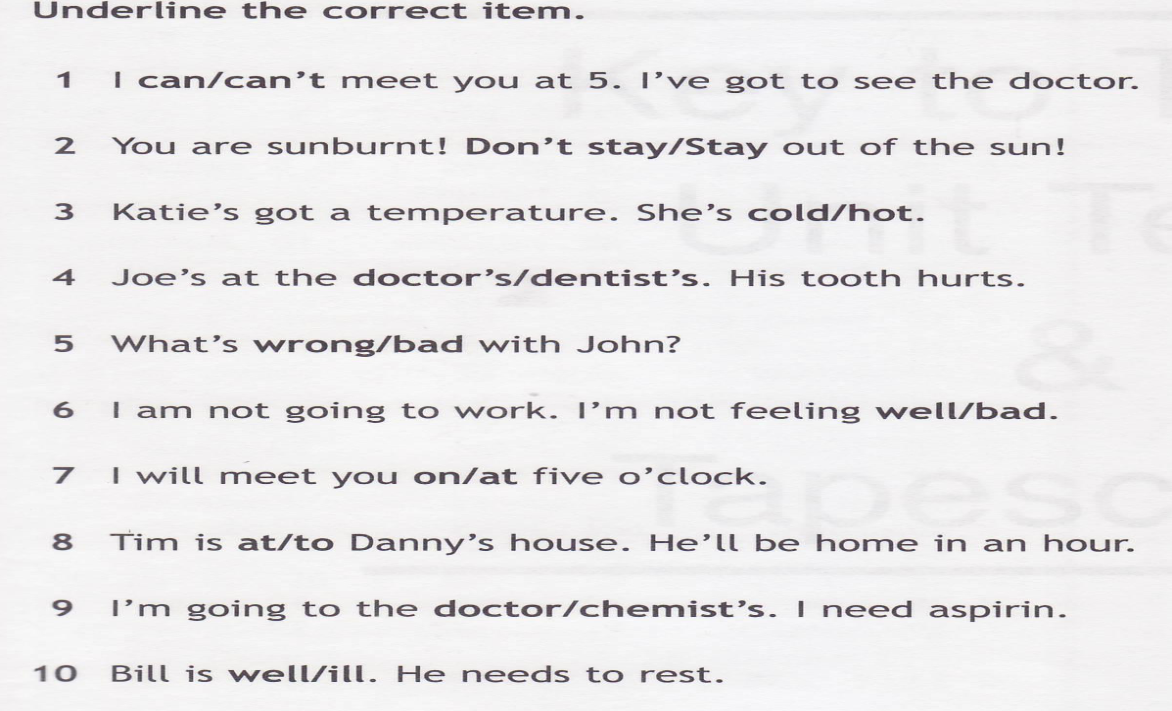 Underline the correct item.
1 I can/can't meet you at 5. I've got to see the doctor.
2 You are sunburnt! Don't stay/Stay out of the sun!
3 Katie's got a temperature. She's cold/hot.
4 Joe's at the doctor's/dentist's. His tooth hurts.
5 What's wrong/bad with John?
6 I am not going to work. I'm not feeling well/bad.
7 I will meet you on/at five o'clock.
8 Tim is at/to Danny's house. He'll be home in an hour.
9 I'm going to the doctor/chemist's. I need aspirin.
10 Bill is well/ill. He needs to rest.